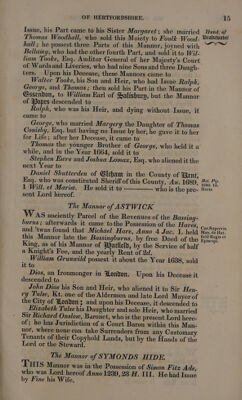 OF HERTFORDSHIRE. 15
Issue, his Part came to his Sister Margaret; she married
Thomas Woodhall, who sold this Moiety to Foulk Wood-
hall; he possest three Parts of this Manor, joyned with
Bellamy, who had the other fourth Part, and sold it to Wil.
liam Tooke, Esq. Auditor General of her Majesty's Court
of Wards and Liveries, who had nine Sons and three Daugh-
ters. Upon his Decease, these Mannors came to
Walter Tooke, his Son and Heir, who had Issue Ralph,
George, and Thomas; these sold his Part in the Mannor of
Essendon, to William Earl of Salisbury, but the Mannor
of Popes descended to
Ralph, who was his Heir, and dying without Issue, it
came to
George, who married Margery the Daughter of Thomas
Conisby, Esq. but having no Issue by her, he gave it to her
for Life; after her Decease, it came to
Thomas the younger Brother of George, who held it a
while, and in the Year 1664, sold it to
Stephen Ewre and Joshua Lomax, Esq. who aliened it the
next Year to
Daniel Shatterden of Eltham in the County of Kent,
Esq. who was constituted Sheriff of this County, An. 1689.
1 Will. et Mariæ. He sold it to who is the pre-
sent Lord hereof.
The Manner of ASTWICK
WAS anciently Parcel of the Revenues of the Bassing-
borns; afterwards it came to the Possession of the Hares,
and 'twas found that Michael Hare, Anno 4 Jac. I. held
this Mannor late the Bassingborns, by free Deed of the
King, as of his Mannor of Hatfield, by the Service of half
a Knight's Fee, and the yearly Rent of 2d.
William Grunwild possest it about the Year 1638, sold
it to
Dios, an Ironmonger in London. Upon his Decease it
descended to
John Dios his Son and Heir, who aliened it to Sir Hen-
ry Tulse, Kt. one of the Alderman and late Lord Mayor of
the City of London; and upon his Decease, it descended to
Elizabeth Tulse his Daughter and sole Heir, who married
Sir Richard Onslow, Baronet, who is the present Lord here-
of; he has Jurisdiction of a Court Baron within this Man-
nor, where none can take Surrenders from any Customary
Tenants of their Copyhold Lands, but by the Hands of the
Lord or the Steward.
The Manner of SYMONDS HIDE.
THIS Mannor was in the Possession of Simon Fitz Ade,
who was Lord hereof Anno 1239, 23 H. III. He had Issue
by Fine his Wife,